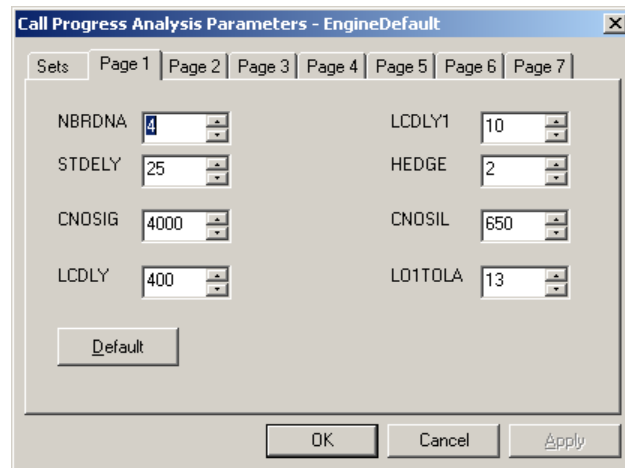 Call Progress Analysis Parameters - EngineDefault
Sets Page 1 Page 2 Page 3 Page 4 Page 5 Page 6 Page 7
NBRDNA 4 LCDLY1 10
STDELY 25 HEDGE 2
CNOSIG 4000 CNOSIL 650
LCDLY 400 LO1TOLA 13
Default
OK Cancel Apply